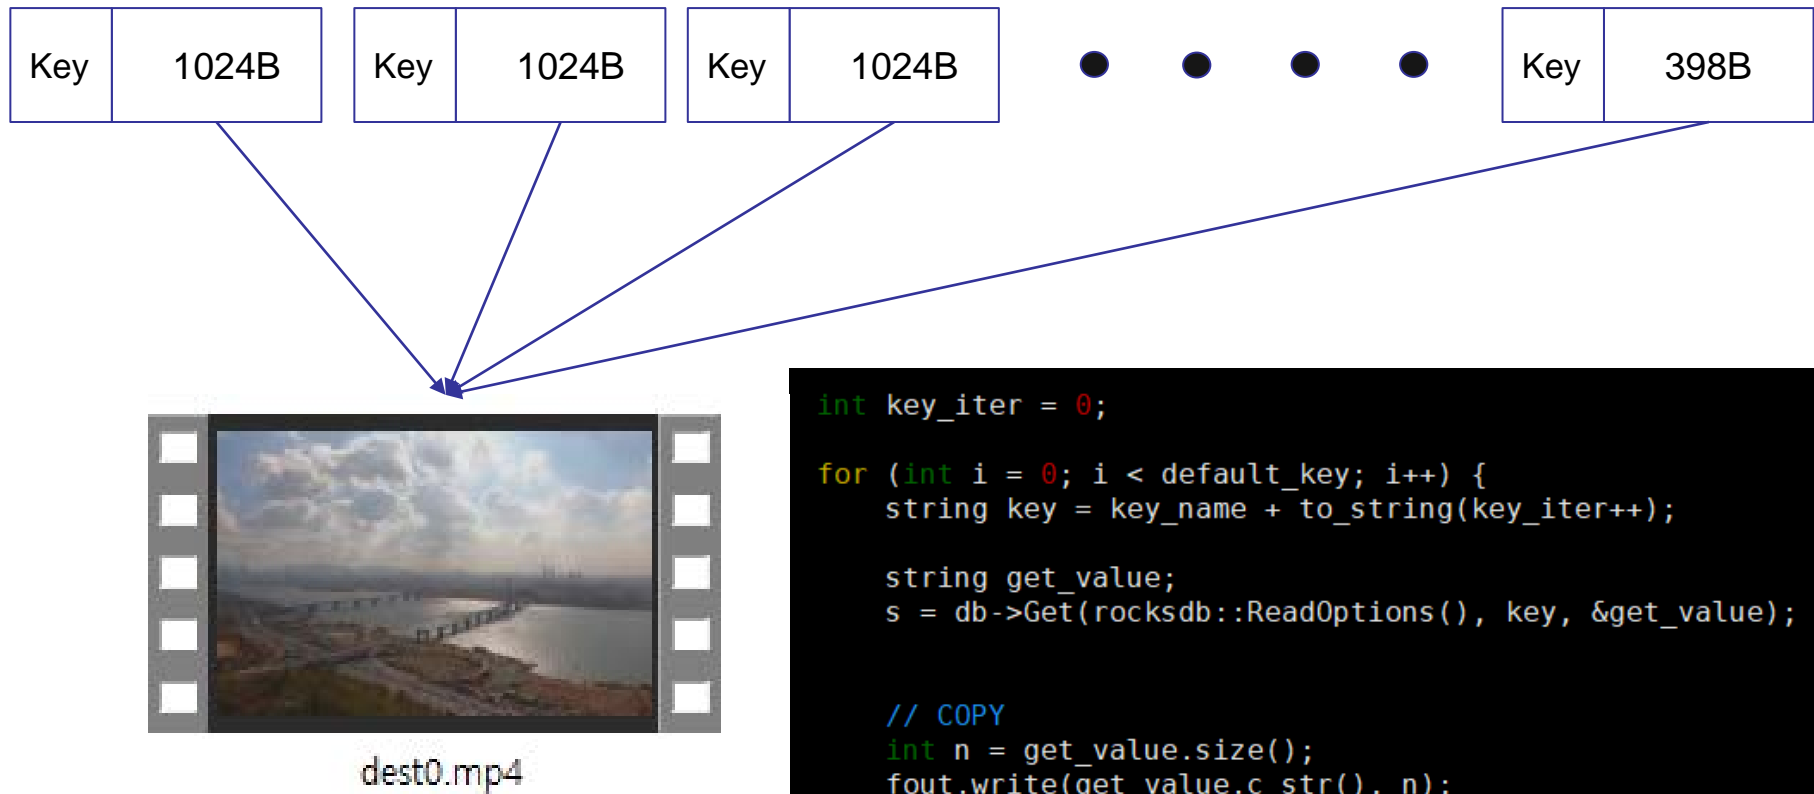 Key 1024B Key 1024B Key 1024B Key 398B
int key_iter = 0;
for (int i = 0; i < default_key; i++) {
string key = key_name + to_string(key_iter++);
string get_value;
s = db->Get(rocksdb::ReadOptions(), key, &get_value);
// COPY
int n = get_value.size();
fout.write(get_value.c_str(), n);
dest0.mp4